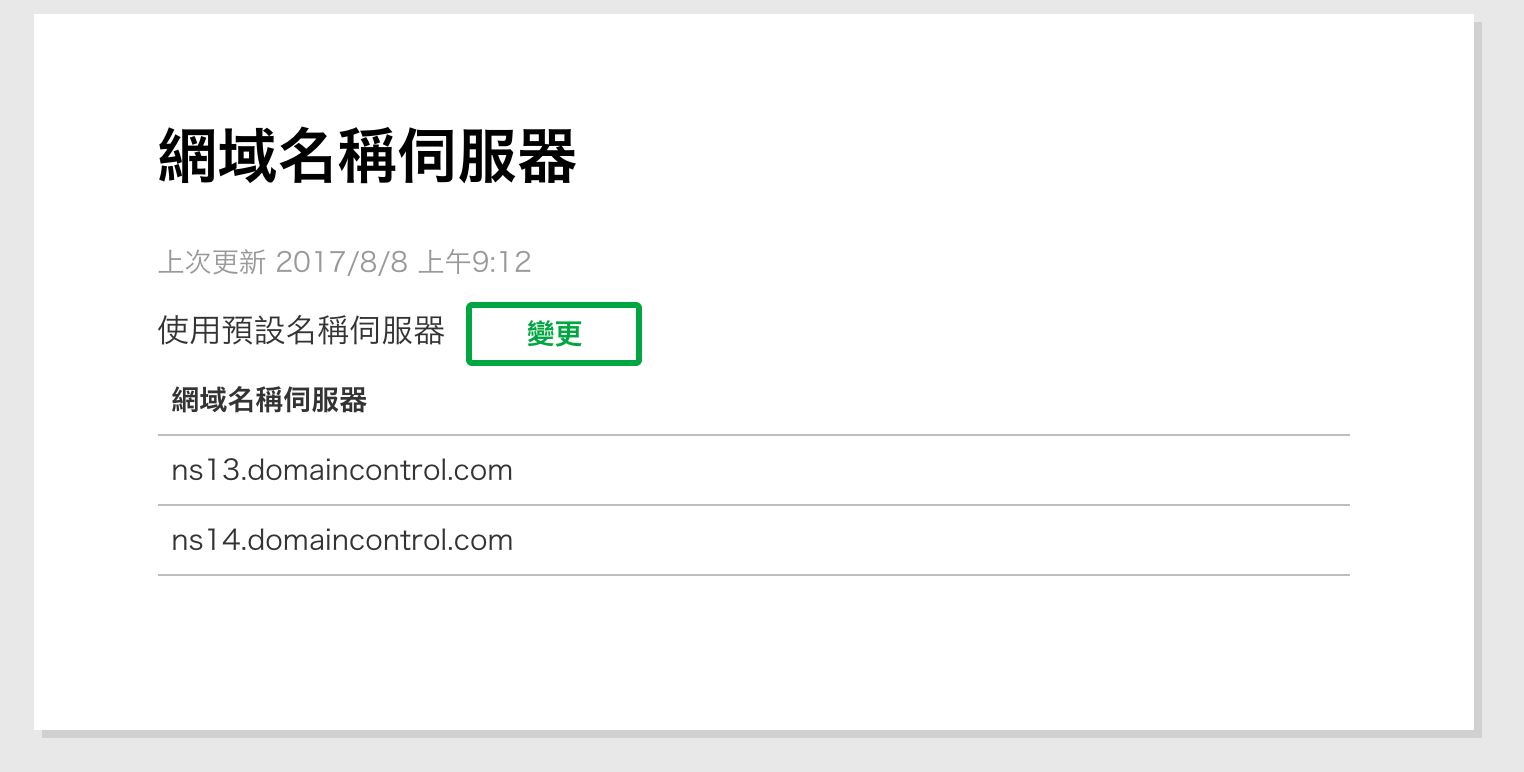 網域名稱伺服器
上次更新 2017/8/8 上午9:12
使用預設名稱伺服器 變更
網域名稱伺服器
ns13.domaincontrol.com
ns14.domaincontrol.com